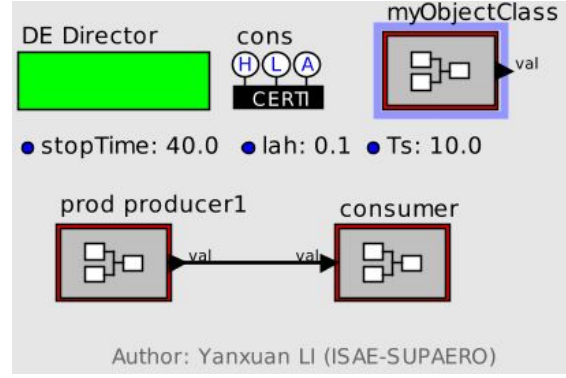 myObjectClass
DE Director
cons
H L A
CERTI
val
stopTime: 40.0 lah: 0.1 Ts: 10.0
prod producer1
consumer
val val
Author: Yanxuan LI (ISAE-SUPAERO)